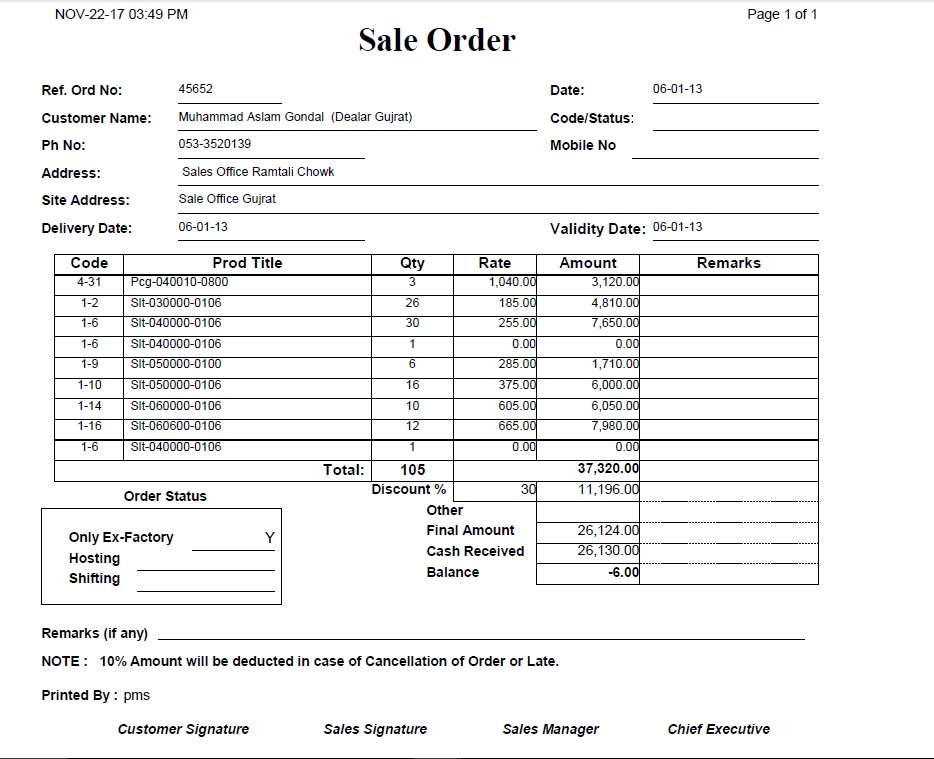 NOV-22-17 03:49 PM Page 1 of 1
Sale Order
Ref. Ord No: 45652 Date: 06-01-13
Customer Name: Muhammad Aslam Gondal (Dealar Gujrat) Code/Status:
Ph No: 053-3520139 Mobile No
Address: Sales Office Ramtali Chowk
Site Address: Sale Office Gujrat
Delivery Date: 06-01-13 Validity Date: 06-01-13
Code Prod Title Qty Rate Amount Remarks
4-31 Pcg-040010-0800 3 1,040.00 3,120.00
1-2 Slt-030000-0106 26 185.00 4,810.00
1-6 Slt-040000-0106 30 255.00 7,650.00
1-6 Slt-040000-0106 1 0.00 0.00
1-9 Slt-050000-0100 6 285.00 1,710.00
1-10 Slt-050000-0106 16 375.00 6,000.00
1-14 Slt-060000-0106 10 605.00 6,050.00
1-16 Slt-060600-0106 12 665.00 7,980.00
1-6 Slt-040000-0106 1 0.00 0.00
Total: 105 37,320.00
Discount % 30 11,196.00
Order Status
Other
Final Amount 26,124.00
Only Ex-Factory Y
Cash Received 26,130.00
Hosting
Balance -6.00
Shifting
Remarks (if any)
NOTE : 10% Amount will be deducted in case of Cancellation of Order or Late.
Printed By : pms
Customer Signature Sales Signature Sales Manager Chief Executive